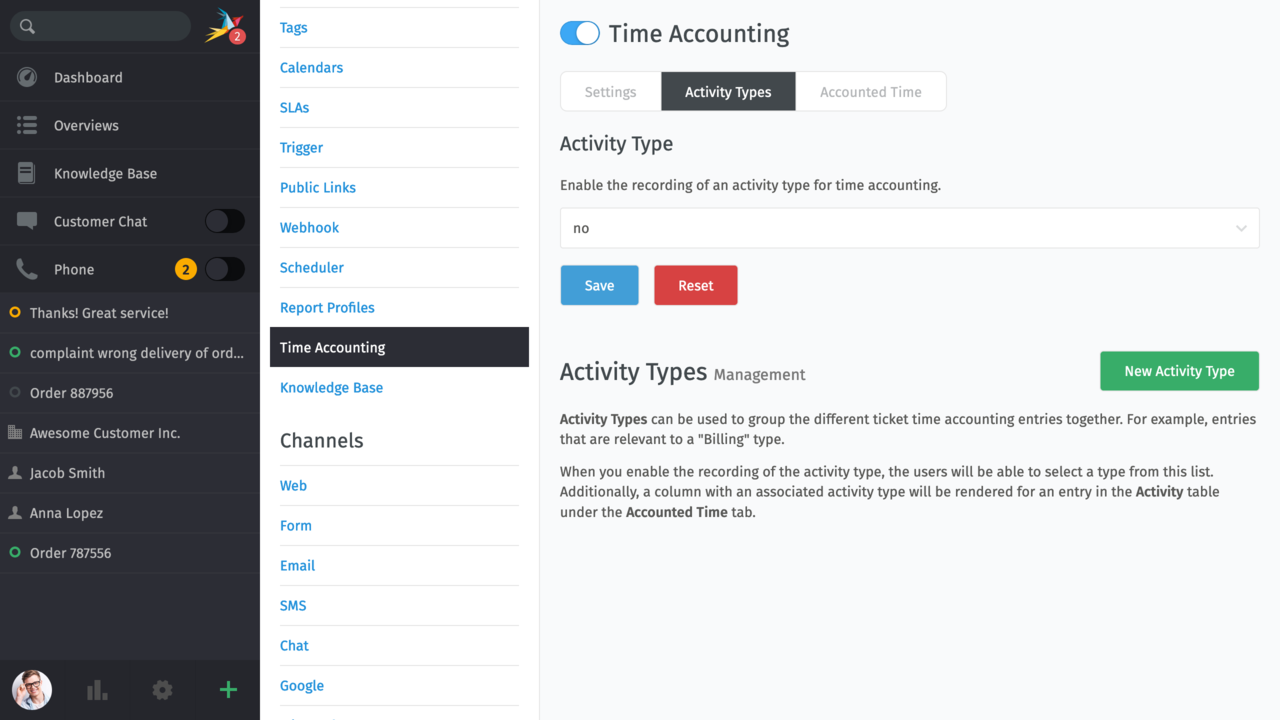 2
Dashboard
Overviews
Knowledge Base
Customer Chat
Phone
2
Thanks! Great service!
complaint wrong delivery of ord...
Order 887956
Awesome Customer Inc.
Jacob Smith
Anna Lopez
Order 787556
Tags
Calendars
SLAs
Trigger
Public Links
Webhook
Scheduler
Report Profiles
Time Accounting
Knowledge Base
Channels
Web
Form
Email
SMS
Chat
Google
Time Accounting
Settings
Activity Types
Accounted Time
Activity Type
Enable the recording of an activity type for time accounting.
no
Save
Reset
Activity Types Management
New Activity Type
Activity Types can be used to group the different ticket time accounting entries together. For example, entries
that are relevant to a "Billing" type.
When you enable the recording of the activity type, the users will be able to select a type from this list.
Additionally, a column with an associated activity type will be rendered for an entry in the Activity table
under the Accounted Time tab.